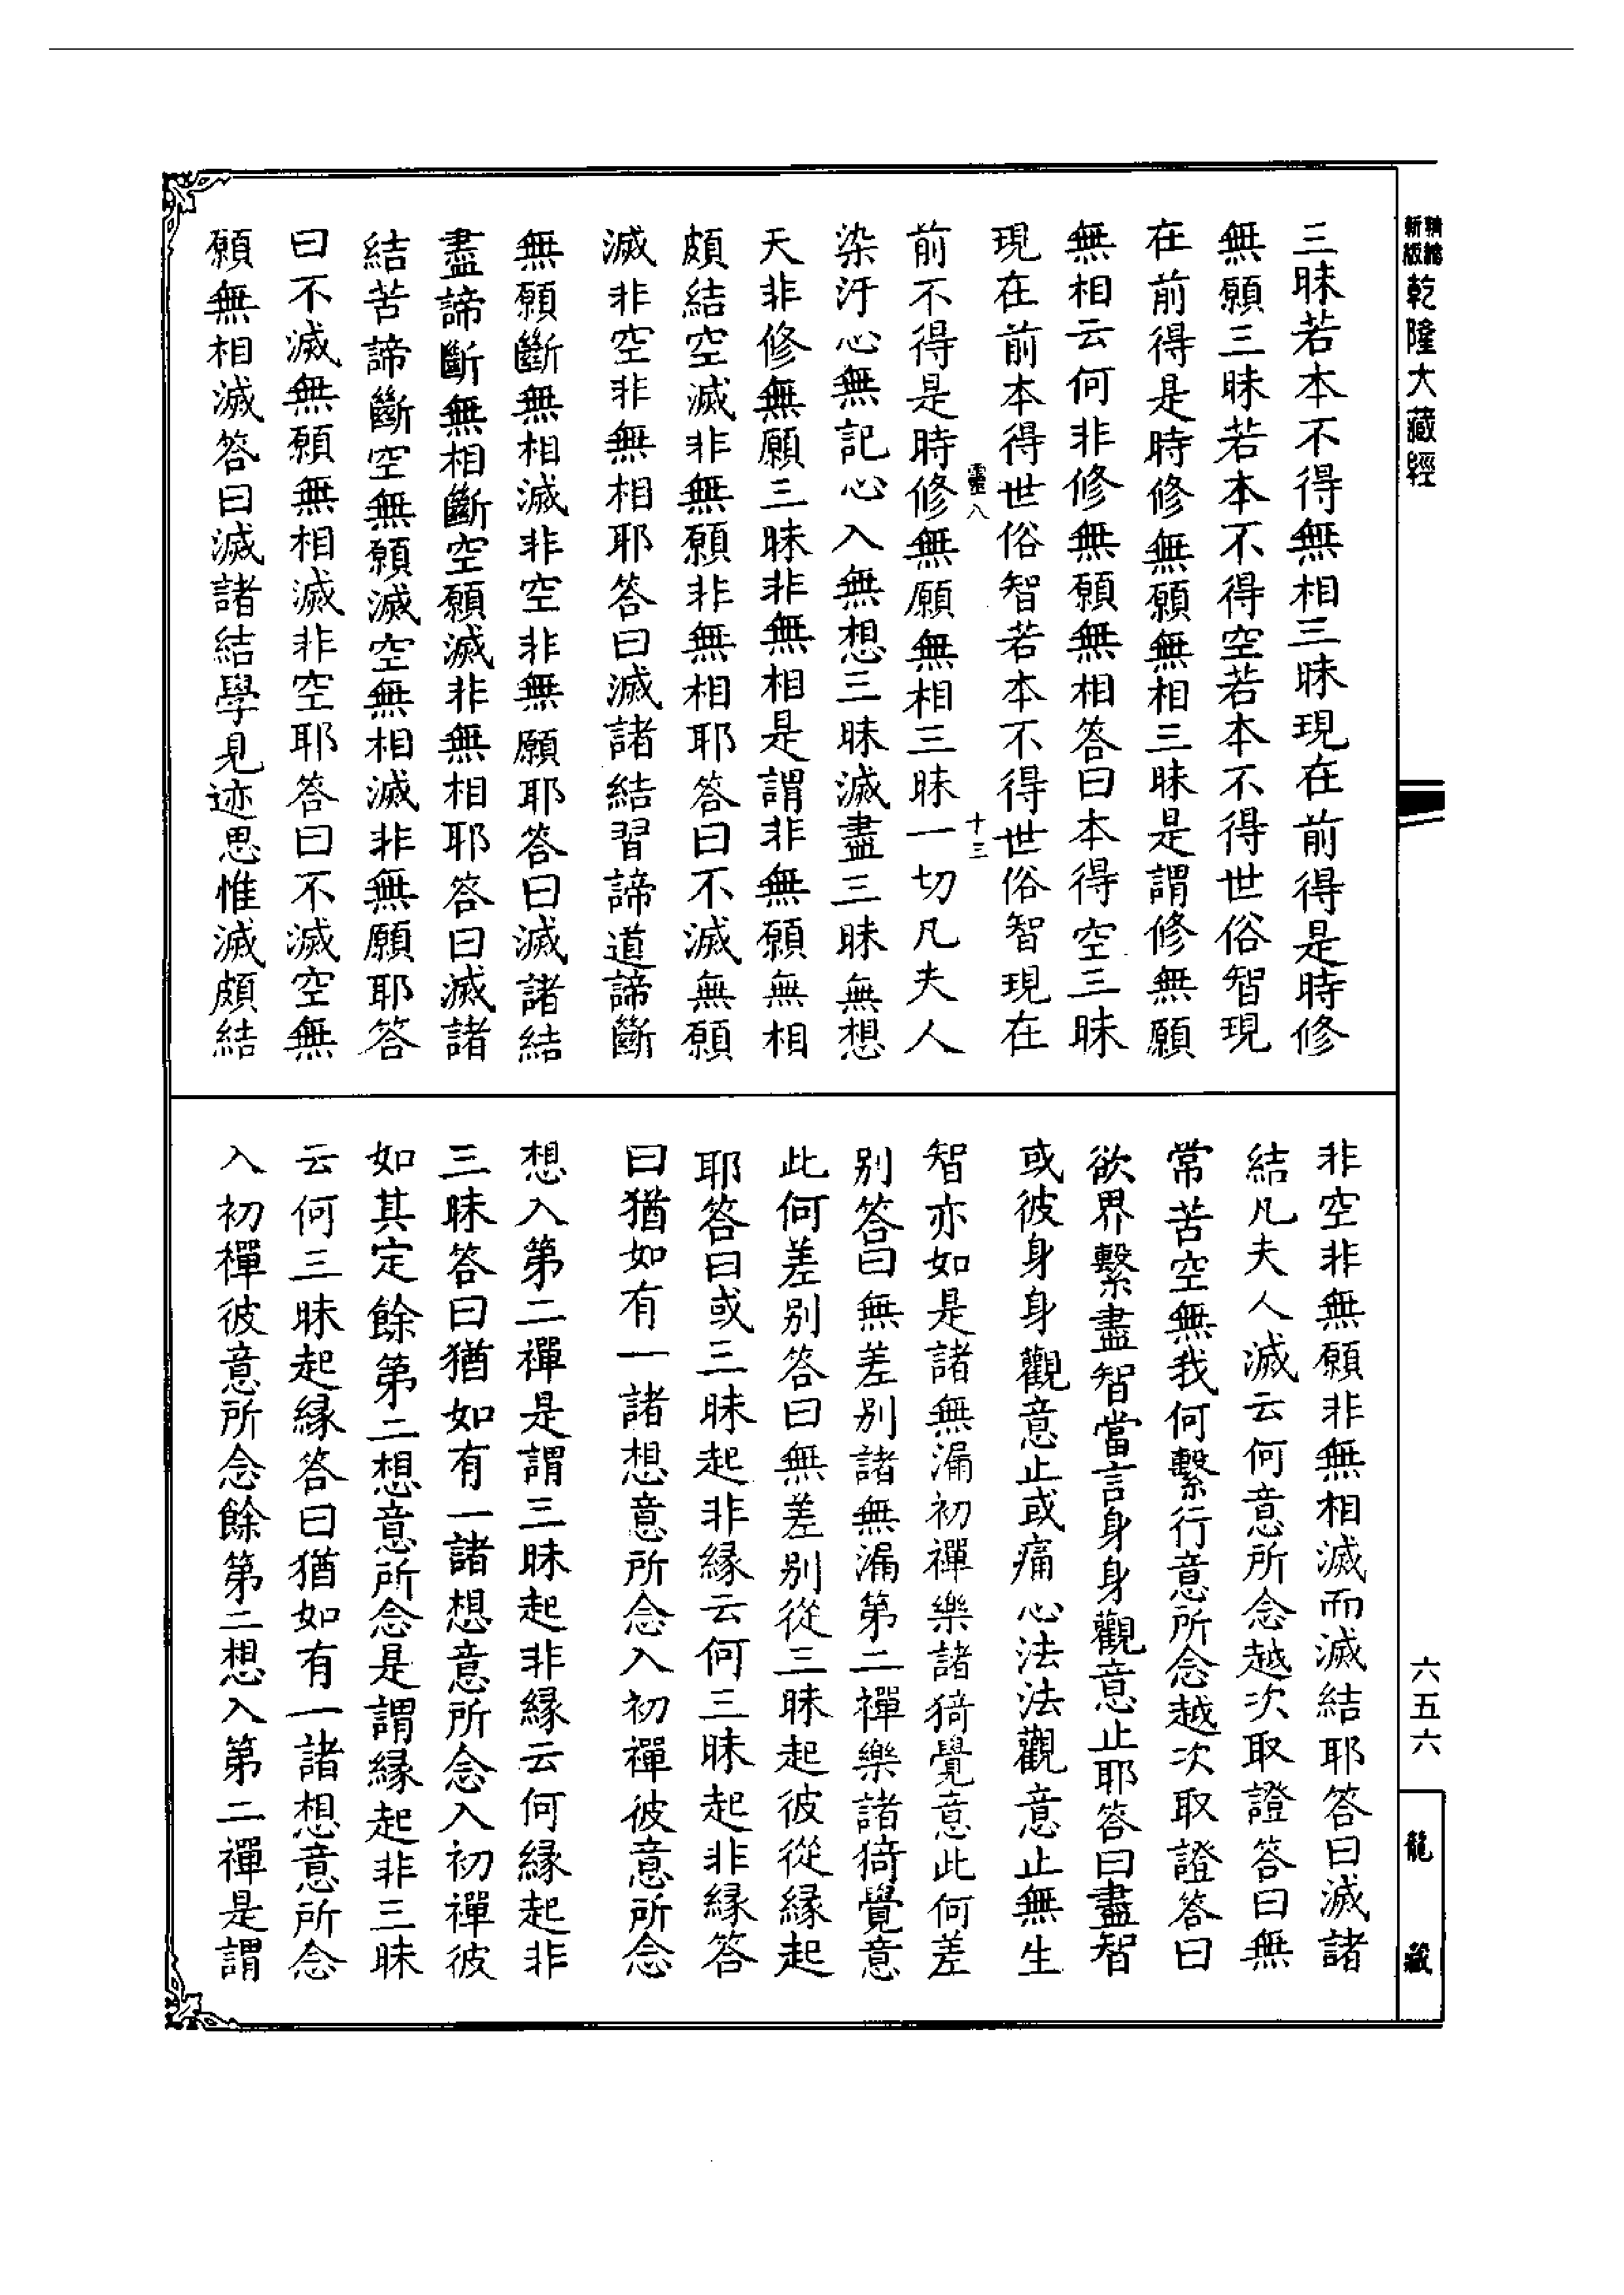 精縮新版乾隆大藏經
三昧若本不得無相三昧現在前得是時修
無願三昧若本不得空若本不得世俗智現
在前得是時修無願無相三昧是謂修無願
無相云何非修無願無相答曰本得空三昧
現在前本得世俗智若本不得世俗智現在
靈八 十三
前不得是時修無願無相三昧一切凡夫人
染汙心無記心入無想三昧滅盡三昧無想
天非修無願三昧非無相是謂非無願無相
頗結空滅非無願非無相耶答曰不滅無願
滅非空非無相耶答曰滅諸結習諦道諦斷
無願斷無相滅非空非無願耶答曰滅諸結
盡諦斷無相斷空願滅非無相耶答曰滅諸
結苦諦斷空無願滅空無相滅非無願耶答
曰不滅無願無相滅非空耶答曰不滅空無
願無相滅答曰滅諸結學見迹思惟滅頗結
非空非無願非無相滅而滅結耶答曰滅諸
結凡夫人滅云何意所念越次取證答曰無
常苦空無我何繫行意所念越次取證答曰
欲界繫盡智當言身身觀意止耶答曰盡智
或彼身身觀意止或痛心法法觀意止無生
智亦如是諸無漏初禪樂諸猗覺意此何差
別答曰無差別諸無漏第二禪樂諸猗覺意
此何差別答曰無差別從三昧起彼從緣起
耶答曰或三昧起非緣云何三昧起非緣答
曰猶如有一諸想意所念入初禪彼意所念
想入第二禪是謂三昧起非緣云何緣起非
三昧答曰猶如有一諸想意所念入初禪彼
如其定餘第二想意所念是謂緣起非三昧
云何三昧起緣答曰猶如有一諸想意所念
入初禪彼意所念餘第二想入第二禪是謂
六五六
龍藏